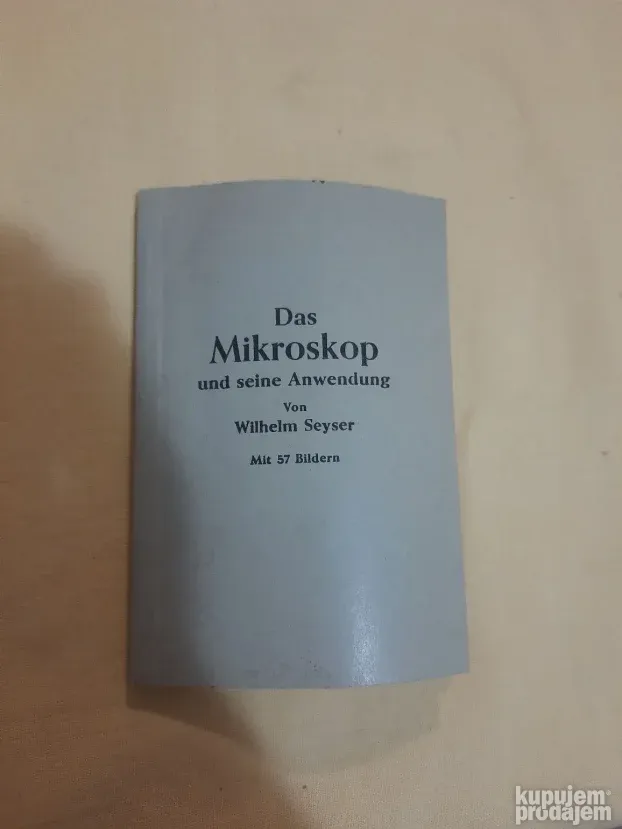 Das
Mikroskop
und seine Anwendung
Von
Wilhelm Seyser
Mit 57 Bildern
kupujem
prodajem